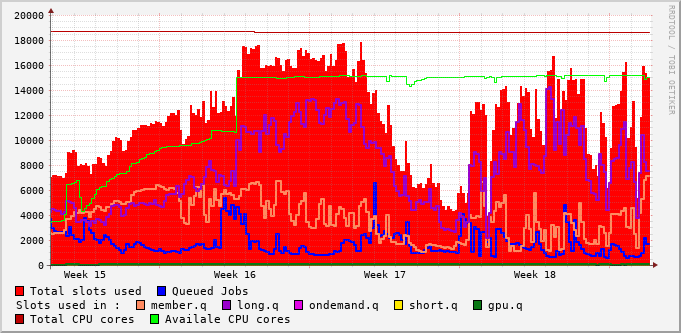 20000
18000
16000
14000
12000
10000
8000
6000
4000
2000
0
RRDTOOL / TOBI OETIKER
Week 15 Week 16 Week 17 Week 18
Total slots used Queued Jobs
Slots used in : member.q long.q ondemand.q short.q gpu.q
Total CPU cores Availale CPU cores